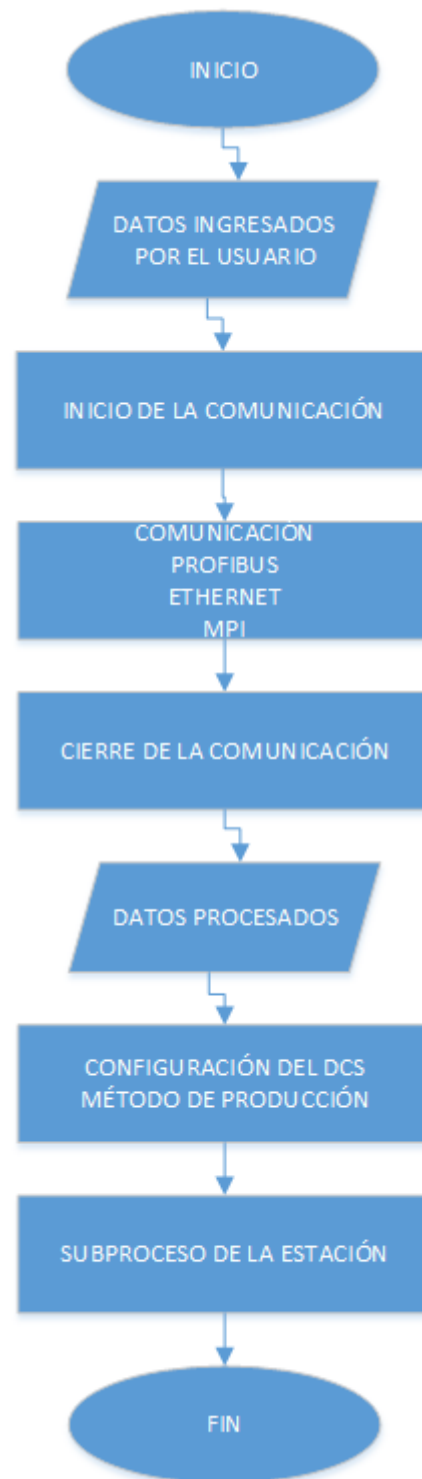 INICIO
DATOS INGRESADOS
POR EL USUARIO
INICIO DE LA COMUNICACIÓN
COMUNICACIÓN
PROFIBUS
ETHERNET
MPI
CIERRE DE LA COMUNICACIÓN
DATOS PROCESADOS
CONFIGURACIÓN DEL DCS
MÉTODO DE PRODUCCIÓN
SUBPROCESO DE LA ESTACIÓN
FIN